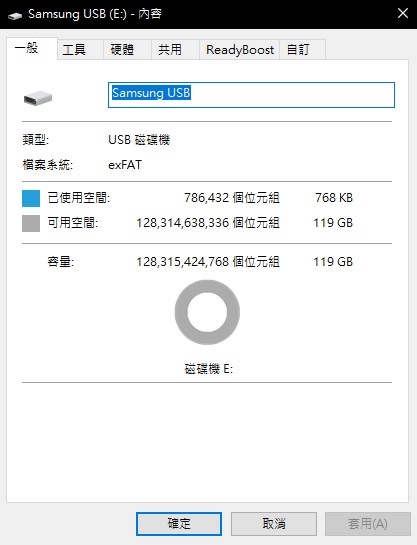 Samsung USB (E:) - 內容
一般 工具 硬體 共用 ReadyBoost 自訂
Samsung USB
類型: USB 磁碟機
檔案系統: exFAT
已使用空間: 786,432 個位元組 768 KB
可用空間: 128,314,638,336 個位元組 119 GB
容量: 128,315,424,768 個位元組 119 GB
磁碟機 E:
確定 取消 套用(A)